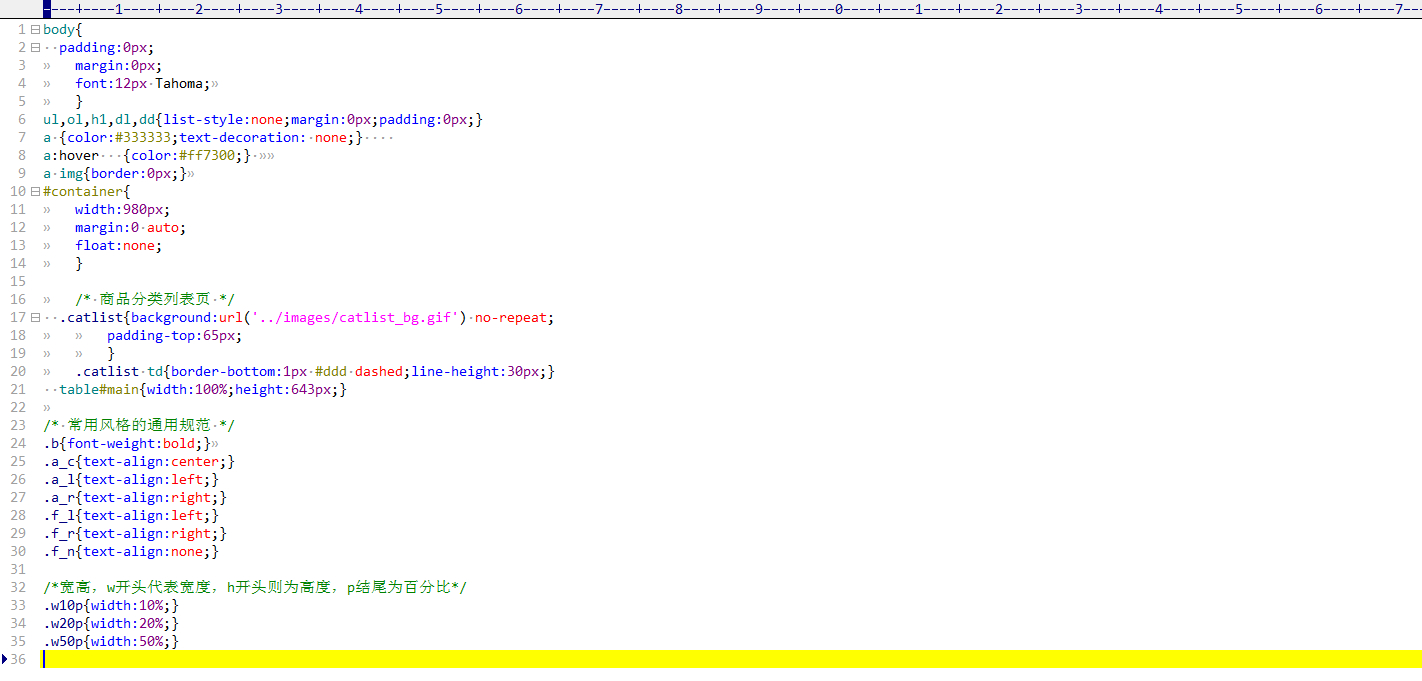 ----+----1----+----2----+----3----+----4----+----5----+----6----+----7----+----8----+----9----+----0----+----1----+----2----+----3----+----4----+----5----+----6----+----7--
1 body{
2 padding:0px;
3 margin:0px;
4 font:12px Tahoma;
5 }
6 ul,ol,h1,dl,dd{list-style:none;margin:0px;padding:0px;}
7 a {color:#333333;text-decoration: none;}
8 a:hover   {color:#ff7300;}
9 a img{border:0px;}
10 #container{
11 width:980px;
12 margin:0 auto;
13 float:none;
14 }
15
16 /* 商品分类列表页 */
17 .catlist{background:url('../images/catlist_bg.gif') no-repeat;
18 padding-top:65px;
19 }
20 .catlist td{border-bottom:1px #ddd dashed;line-height:30px;}
21 table#main{width:100%;height:643px;}
22
23 /* 常用风格的通用规范 */
24 .b{font-weight:bold;}
25 .a_c{text-align:center;}
26 .a_l{text-align:left;}
27 .a_r{text-align:right;}
28 .f_l{text-align:left;}
29 .f_r{text-align:right;}
30 .f_n{text-align:none;}
31
32 /*宽高，w开头代表宽度，h开头则为高度，p结尾为百分比*/
33 .w10p{width:10%;}
34 .w20p{width:20%;}
35 .w50p{width:50%;}
36